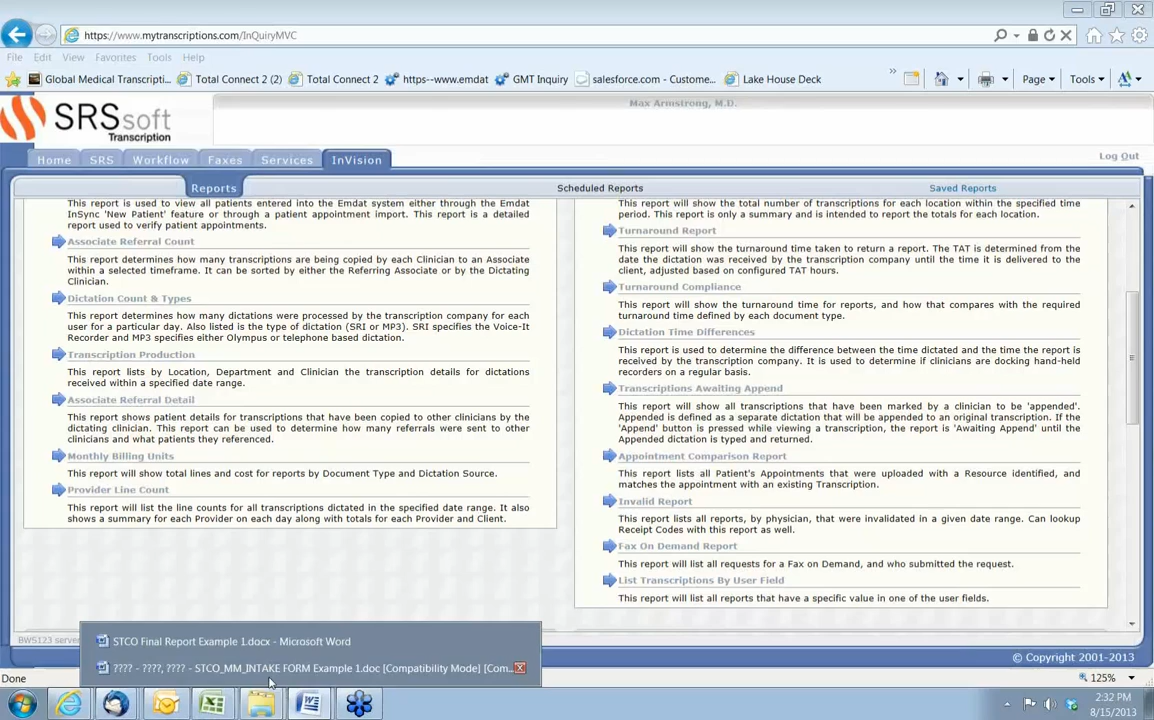 https://www.mytranscriptions.com/InQuiryMVC
File Edit View Favorites Tools Help
Global Medical Transcripti... Total Connect 2 (2) Total Connect 2 https--www.emdat GMT Inquiry salesforce.com - Custome... Lake House Deck » Page Tools
Max Armstrong, M.D.
SRSsoft
Transcription
Home SRS Workflow Faxes Services InVision Log Out
Reports Scheduled Reports Saved Reports
This report is used to view all patients entered into the Emdat system either through the Emdat
InSync 'New Patient' feature or through a patient appointment import. This report is a detailed
report used to verify patient appointments.
Associate Referral Count
This report determines how many transcriptions are being copied by each Clinician to an Associate
within a selected timeframe. It can be sorted by either the Referring Associate or by the Dictating
Clinician.
Dictation Count & Types
This report determines how many dictations were processed by the transcription company for each
user for a particular day. Also listed is the type of dictation (SRI or MP3). SRI specifies the Voice-It
Recorder and MP3 specifies either Olympus or telephone based dictation.
Transcription Production
This report lists by Location, Department and Clinician the transcription details for dictations
received within a specified date range.
Associate Referral Detail
This report shows patient details for transcriptions that have been copied to other clinicians by the
dictating clinician. This report can be used to determine how many referrals were sent to other
clinicians and what patients they referenced.
Monthly Billing Units
This report will show total lines and cost for reports by Document Type and Dictation Source.
Provider Line Count
This report will list the line counts for all transcriptions dictated in the specified date range. It also
shows a summary for each Provider on each day along with totals for each Provider and Client.
This report will show the total number of transcriptions for each location within the specified time
period. This report is only a summary and is intended to report the totals for each location.
Turnaround Report
This report will show the turnaround time taken to return a report. The TAT is determined from
the date the dictation was received by the transcription company until the time it is delivered to the
client, adjusted based on configured TAT hours.
Turnaround Compliance
This report will show the turnaround time for reports, and how that compares with the required
turnaround time defined by each document type.
Dictation Time Differences
This report is used to determine the difference between the time dictated and the time the report is
received by the transcription company. It is used to determine if clinicians are docking hand-held
recorders on a regular basis.
Transcriptions Awaiting Append
This report will show all transcriptions that have been marked by a clinician to be 'appended'.
Appended is defined as a separate dictation that will be appended to an original transcription. If the
'Append' button is pressed while viewing a transcription, the report is 'Awaiting Append' until the
Appended dictation is typed and returned.
Appointment Comparison Report
This report lists all Patient's Appointments that were uploaded with a Resource identified, and
matches the appointment with an existing Transcription.
Invalid Report
This report lists all reports, by physician, that were invalidated in a given date range. Can lookup
Receipt Codes with this report as well.
Fax On Demand Report
This report will list all requests for a Fax on Demand, and who submitted the request.
List Transcriptions By User Field
This report will list all reports that have a specific value in one of the user fields.
BWS123 serve
STCO Final Report Example 1.docx - Microsoft Word
???? - ????, ???? - STCO_MM_INTAKE FORM Example 1.doc [Compatibility Mode] [Com...
© Copyright 2001-2013
Done 125%
2:32 PM
8/15/2013